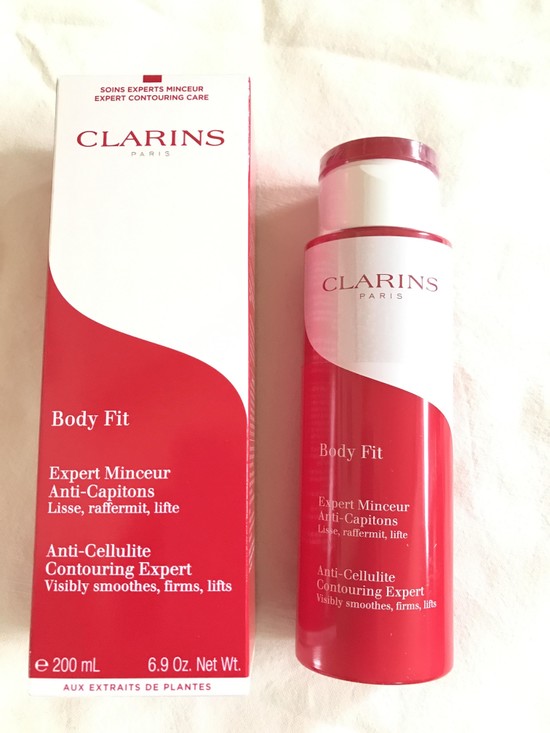 SOINS EXPERTS MINCEUR
EXPERT CONTOURING CARE
CLARINS
PARIS
Body Fit
Expert Minceur
Anti-Capitons
Lisse, raffermit, lifte
Anti-Cellulite
Contouring Expert
Visibly smoothes, firms, lifts
e 200 mL 6.9 Oz. Net Wt.
AUX EXTRAITS DE PLANTES
CLARINS
PARIS
Body Fit
Expert Minceur
Anti-Capitons
Lisse, raffermit, lifte
Anti-Cellulite
Contouring Expert
Visibly smoothes, firms, lifts